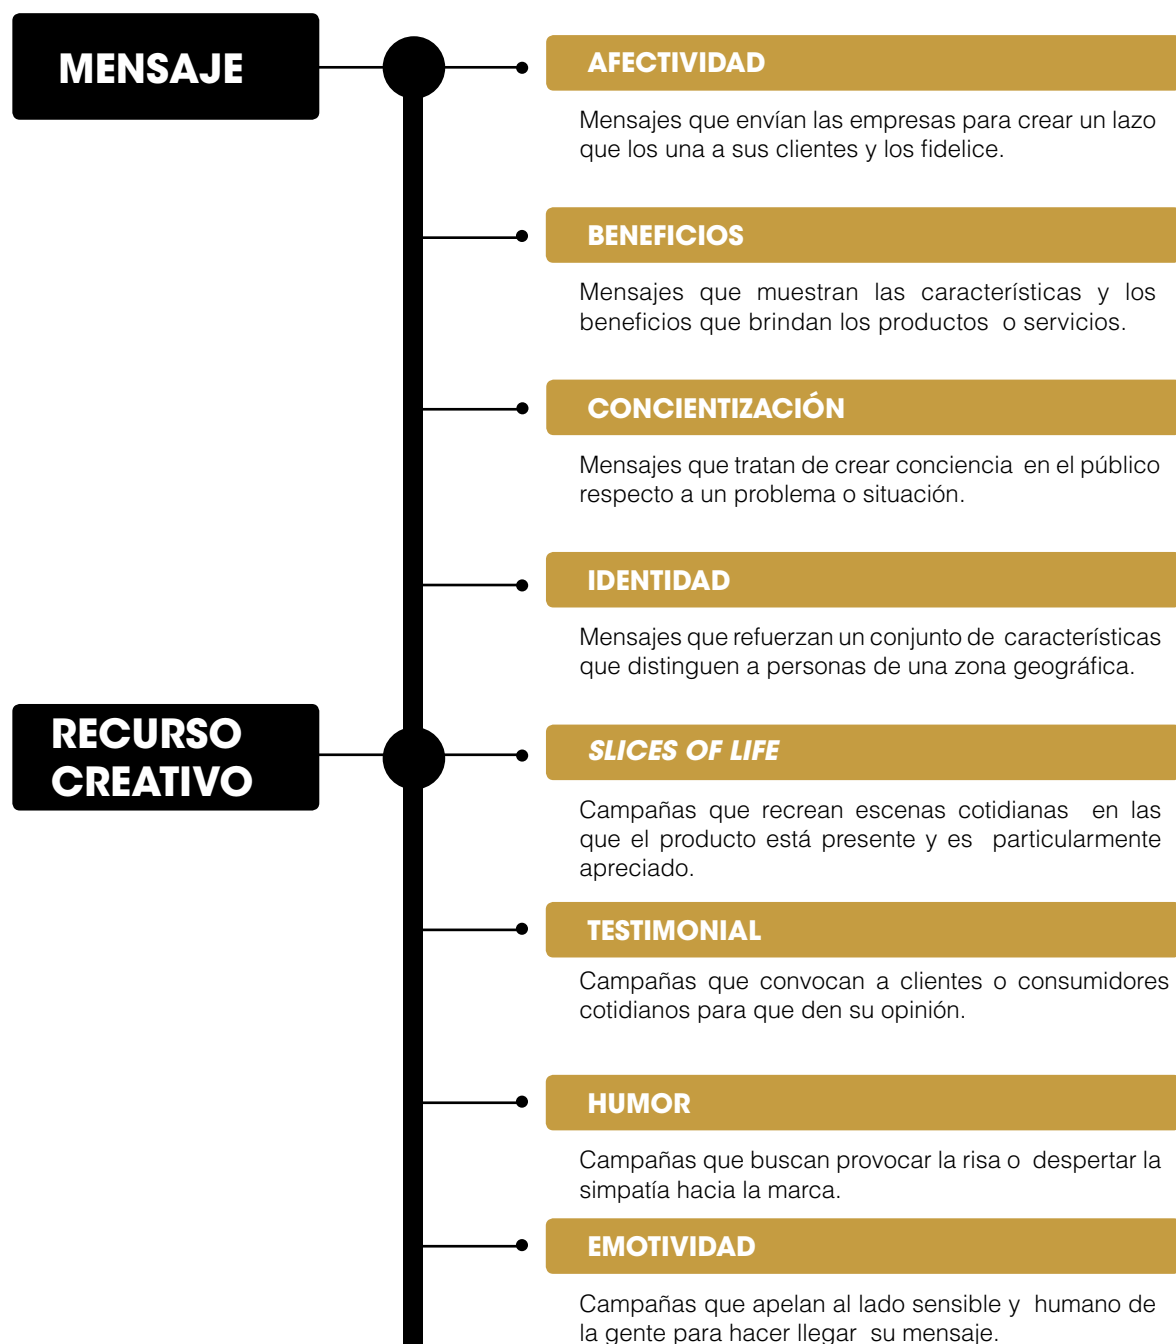 MENSAJE
AFECTIVIDAD
Mensajes que envían las empresas para crear un lazo
que los una a sus clientes y los fidelice.
BENEFICIOS
Mensajes que muestran las características y los
beneficios que brindan los productos o servicios.
CONCIENTIZACIÓN
Mensajes que tratan de crear conciencia en el público
respecto a un problema o situación.
IDENTIDAD
Mensajes que refuerzan un conjunto de características
que distinguen a personas de una zona geográfica.
RECURSO
CREATIVO
SLICES OF LIFE
Campañas que recrean escenas cotidianas en las
que el producto está presente y es particularmente
apreciado.
TESTIMONIAL
Campañas que convocan a clientes o consumidores
cotidianos para que den su opinión.
HUMOR
Campañas que buscan provocar la risa o despertar la
simpatía hacia la marca.
EMOTIVIDAD
Campañas que apelan al lado sensible y humano de
la gente para hacer llegar su mensaje.